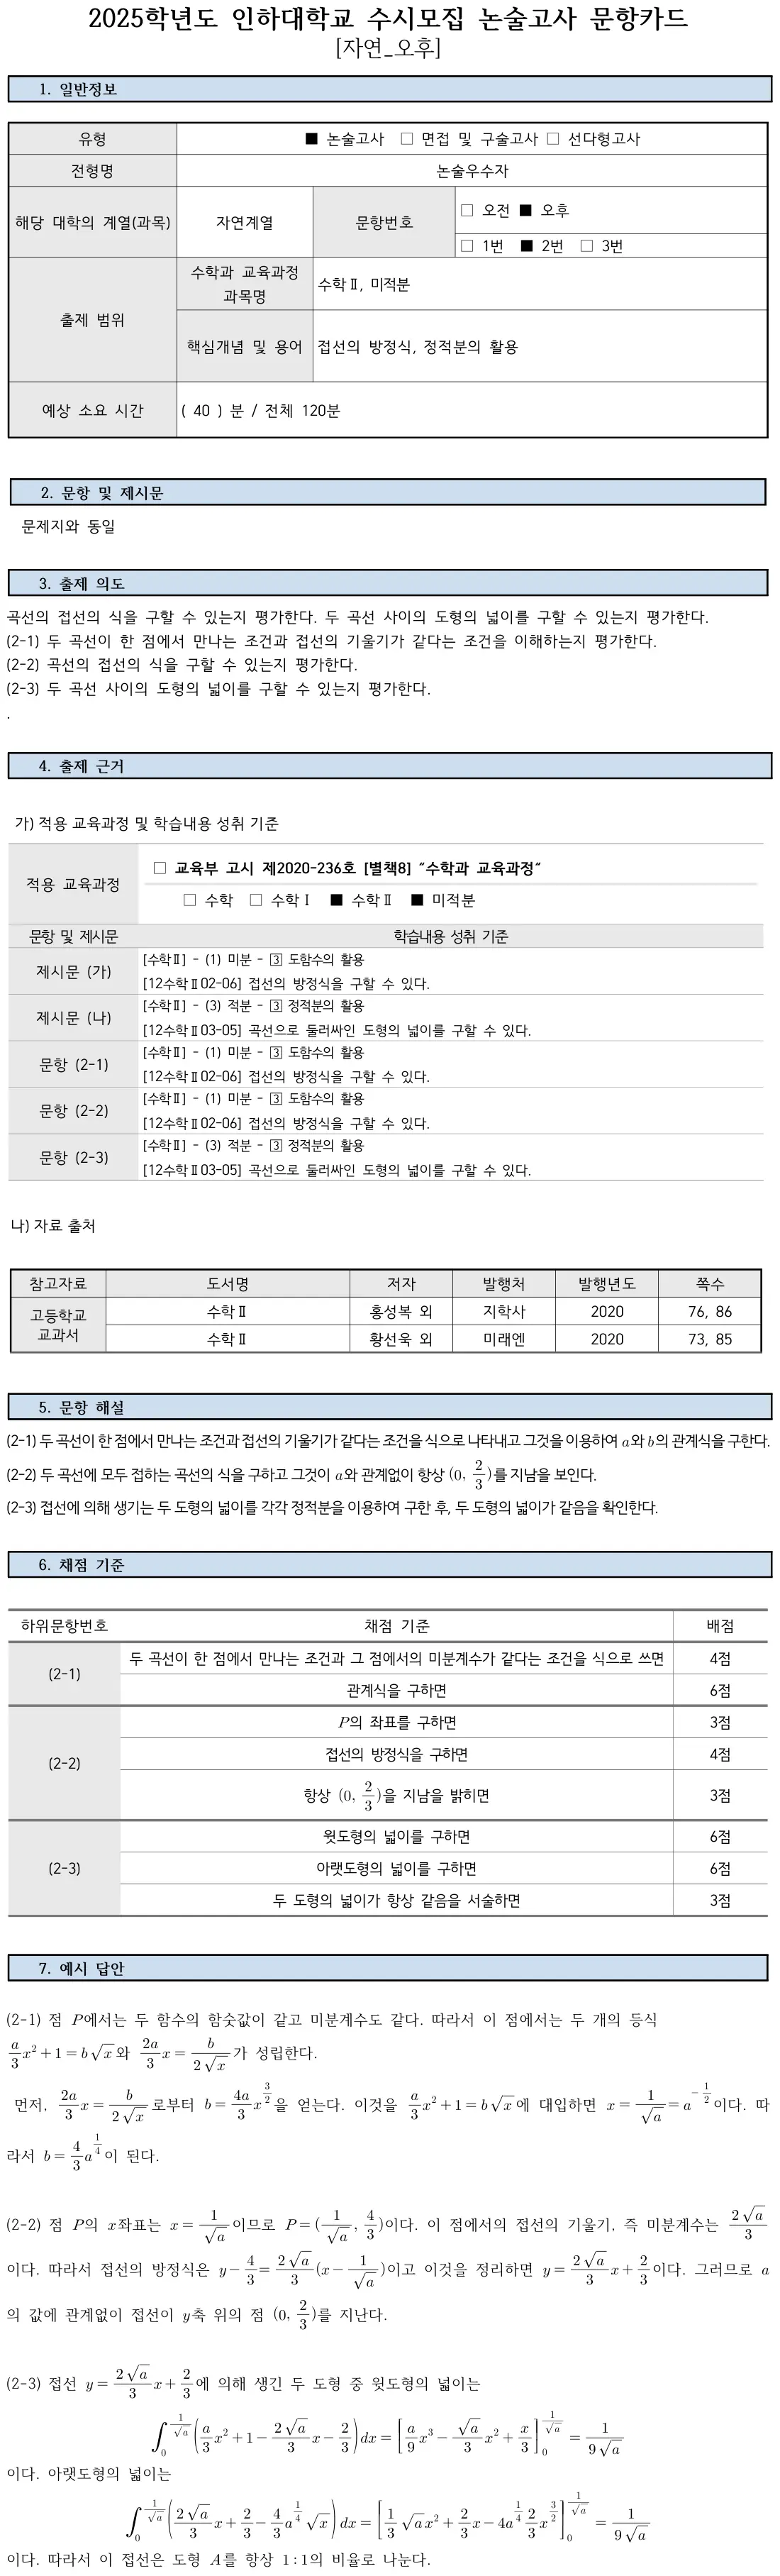 2025학년도 인하대학교 수시모집 논술고사 문항카드
[자연_오후]
1. 일반정보
유형 ■ 논술고사 □ 면접 및 구술고사 □ 선다형고사
전형명 논술우수자
해당 대학의 계열(과목) 자연계열 문항번호 □ 오전 ■ 오후
□ 1번 ■ 2번 □ 3번
출제 범위 수학과 교육과정 과목명 수학Ⅱ, 미적분
핵심개념 및 용어 접선의 방정식, 정적분의 활용
예상 소요 시간 ( 40 ) 분 / 전체 120분
2. 문항 및 제시문
문제지와 동일
3. 출제 의도
곡선의 접선의 식을 구할 수 있는지 평가한다. 두 곡선 사이의 도형의 넓이를 구할 수 있는지 평가한다.
(2-1) 두 곡선이 한 점에서 만나는 조건과 접선의 기울기가 같다는 조건을 이해하는지 평가한다.
(2-2) 곡선의 접선의 식을 구할 수 있는지 평가한다.
(2-3) 두 곡선 사이의 도형의 넓이를 구할 수 있는지 평가한다.
.
4. 출제 근거
가) 적용 교육과정 및 학습내용 성취 기준
적용 교육과정 □ 교육부 고시 제2020-236호 [별책8] "수학과 교육과정"
□ 수학 □ 수학Ⅰ ■ 수학Ⅱ ■ 미적분
문항 및 제시문 학습내용 성취 기준
제시문 (가) [수학Ⅱ] - (1) 미분 - ③ 도함수의 활용
[12수학Ⅱ02-06] 접선의 방정식을 구할 수 있다.
제시문 (나) [수학Ⅱ] - (3) 적분 - ③ 정적분의 활용
[12수학Ⅱ03-05] 곡선으로 둘러싸인 도형의 넓이를 구할 수 있다.
문항 (2-1) [수학Ⅱ] - (1) 미분 - ③ 도함수의 활용
[12수학Ⅱ02-06] 접선의 방정식을 구할 수 있다.
문항 (2-2) [수학Ⅱ] - (1) 미분 - ③ 도함수의 활용
[12수학Ⅱ02-06] 접선의 방정식을 구할 수 있다.
문항 (2-3) [수학Ⅱ] - (3) 적분 - ③ 정적분의 활용
[12수학Ⅱ03-05] 곡선으로 둘러싸인 도형의 넓이를 구할 수 있다.
나) 자료 출처
참고자료 도서명 저자 발행처 발행년도 쪽수
고등학교 교과서 수학Ⅱ 홍성복 외 지학사 2020 76, 86
수학Ⅱ 황선욱 외 미래엔 2020 73, 85
5. 문항 해설
(2-1) 두 곡선이 한 점에서 만나는 조건과 접선의 기울기가 같다는 조건을 식으로 나타내고 그것을 이용하여 a와 b의 관계식을 구한다.
(2-2) 두 곡선에 모두 접하는 곡선의 식을 구하고 그것이 a와 관계없이 항상 (0, 2/3)를 지남을 보인다.
(2-3) 접선에 의해 생기는 두 도형의 넓이를 각각 정적분을 이용하여 구한 후, 두 도형의 넓이가 같음을 확인한다.
6. 채점 기준
하위문항번호 채점 기준 배점
(2-1) 두 곡선이 한 점에서 만나는 조건과 그 점에서의 미분계수가 같다는 조건을 식으로 쓰면 4점
관계식을 구하면 6점
(2-2) P의 좌표를 구하면 3점
접선의 방정식을 구하면 4점
항상 (0, 2/3)을 지남을 밝히면 3점
(2-3) 윗도형의 넓이를 구하면 6점
아랫도형의 넓이를 구하면 6점
두 도형의 넓이가 항상 같음을 서술하면 3점
7. 예시 답안
(2-1) 점 P에서는 두 함수의 함숫값이 같고 미분계수도 같다. 따라서 이 점에서는 두 개의 등식
a/3 x² + 1 = b√x 와 2a/3 x = b/(2√x) 가 성립한다.
먼저, 2a/3 x = b/(2√x) 로부터 b = 4a/3 x^(3/2) 을 얻는다. 이것을 a/3 x² + 1 = b√x 에 대입하면 x = 1/√a = a^(-1/2) 이다. 따
라서 b = 4/3 a^(1/4) 이 된다.
(2-2) 점 P의 x좌표는 x = 1/√a 이므로 P = (1/√a, 4/3)이다. 이 점에서의 접선의 기울기, 즉 미분계수는 2√a/3
이다. 따라서 접선의 방정식은 y - 4/3 = 2√a/3 (x - 1/√a)이고 이것을 정리하면 y = 2√a/3 x + 2/3 이다. 그러므로 a
의 값에 관계없이 접선이 y축 위의 점 (0, 2/3)를 지난다.
(2-3) 접선 y = 2√a/3 x + 2/3 에 의해 생긴 두 도형 중 윗도형의 넓이는
∫_0^(1/√a) (a/3 x² + 1 - 2√a/3 x - 2/3) dx = [a/9 x³ - √a/3 x² + x/3]_0^(1/√a) = 1/(9√a)
이다. 아랫도형의 넓이는
∫_0^(1/√a) (2√a/3 x + 2/3 - 4/3 a^(1/4) √x) dx = [1/3 √a x² + 2/3 x - 4a^(1/4) 2/3 x^(3/2)]_0^(1/√a) = 1/(9√a)
이다. 따라서 이 접선은 도형 A를 항상 1:1의 비율로 나눈다.